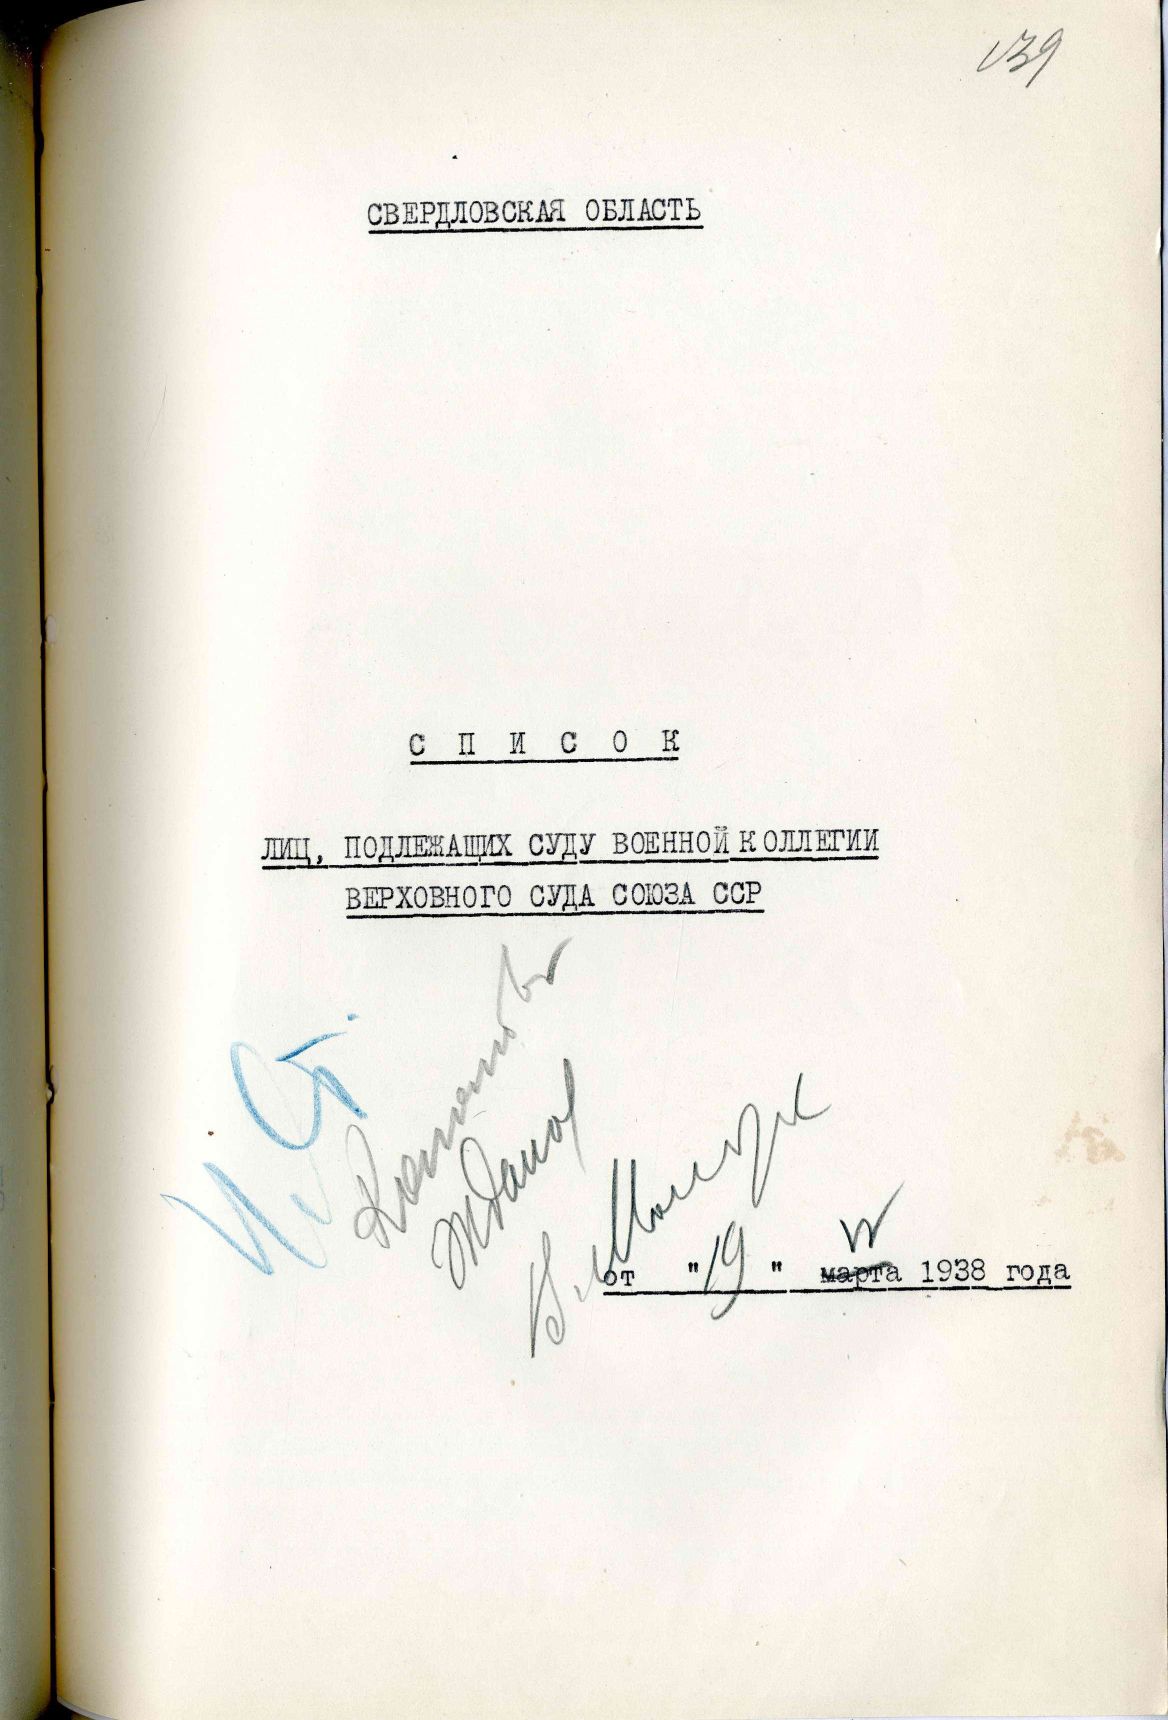 139
СВЕРДЛОВСКАЯ ОБЛАСТЬ
С П И С О К
ЛИЦ, ПОДЛЕЖАЩИХ СУДУ ВОЕННОЙ КОЛЛЕГИИ
ВЕРХОВНОГО СУДА СОЮЗА ССР
И Ст.
Жданов
В. Молотов
от "19" марта 1938 года